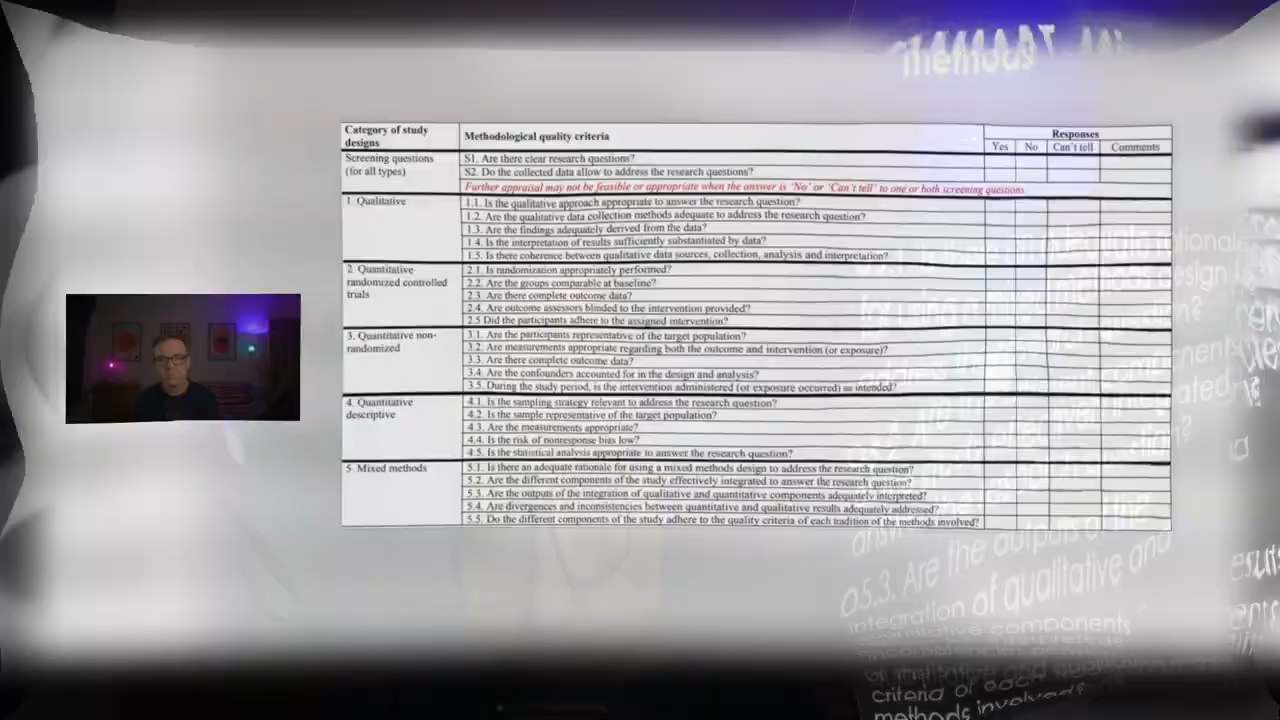 Methods
Category of study designs
Methodological quality criteria
Responses
Yes
No
Can't tell
Comments
Screening questions
(for all types)
S1. Are there clear research questions?
S2. Do the collected data allow to address the research questions?
Further appraisal may not be feasible or appropriate when the answer is 'No' or 'Can't tell' to one or both screening questions.
1. Qualitative
1.1. Is the qualitative approach appropriate to answer the research question?
1.2. Are the qualitative data collection methods adequate to address the research question?
1.3. Are the findings adequately derived from the data?
1.4. Is the interpretation of results sufficiently substantiated by data?
1.5. Is there coherence between qualitative data sources, collection, analysis and interpretation?
2. Quantitative
randomized controlled
trials
2.1. Is randomization appropriately performed?
2.2. Are the groups comparable at baseline?
2.3. Are there complete outcome data?
2.4. Are outcome assessors blinded to the intervention provided?
2.5 Did the participants adhere to the assigned intervention?
3. Quantitative non-
randomized
3.1. Are the participants representative of the target population?
3.2. Are measurements appropriate regarding both the outcome and intervention (or exposure)?
3.3. Are there complete outcome data?
3.4. Are the confounders accounted for in the design and analysis?
3.5. During the study period, is the intervention administered (or exposure occurred) as intended?
4. Quantitative
descriptive
4.1. Is the sampling strategy relevant to address the research question?
4.2. Is the sample representative of the target population?
4.3. Are the measurements appropriate?
4.4. Is the risk of nonresponse bias low?
4.5. Is the statistical analysis appropriate to answer the research question?
5. Mixed methods
5.1. Is there an adequate rationale for using a mixed methods design to address the research question?
5.2. Are the different components of the study effectively integrated to answer the research question?
5.3. Are the outputs of the integration of qualitative and quantitative components adequately interpreted?
5.4. Are divergences and inconsistencies between quantitative and qualitative results adequately addressed?
5.5. Do the different components of the study adhere to the quality criteria of each tradition of the methods involved?
o5.3. Are the outputs of the
integration of qualitative and
components
criteria of each
methods involved?